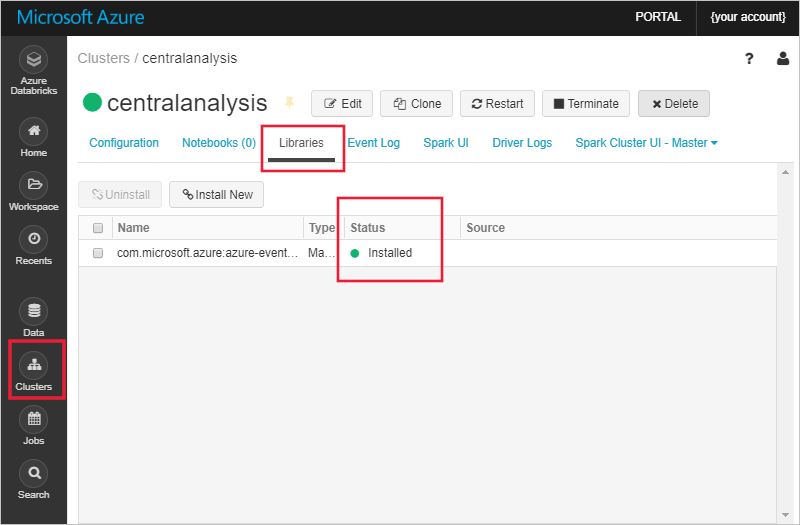 Microsoft Azure
PORTAL
{your account}
Azure
Databricks
Home
Workspace
Recents
Data
Clusters
Jobs
Search
Clusters / centralanalysis
?
centralanalysis
Edit
Clone
Restart
Terminate
Delete
Configuration
Notebooks (0)
Libraries
Event Log
Spark UI
Driver Logs
Spark Cluster UI - Master
Uninstall
Install New
Name Type Status Source
com.microsoft.azure:azure-event... Ma... Installed